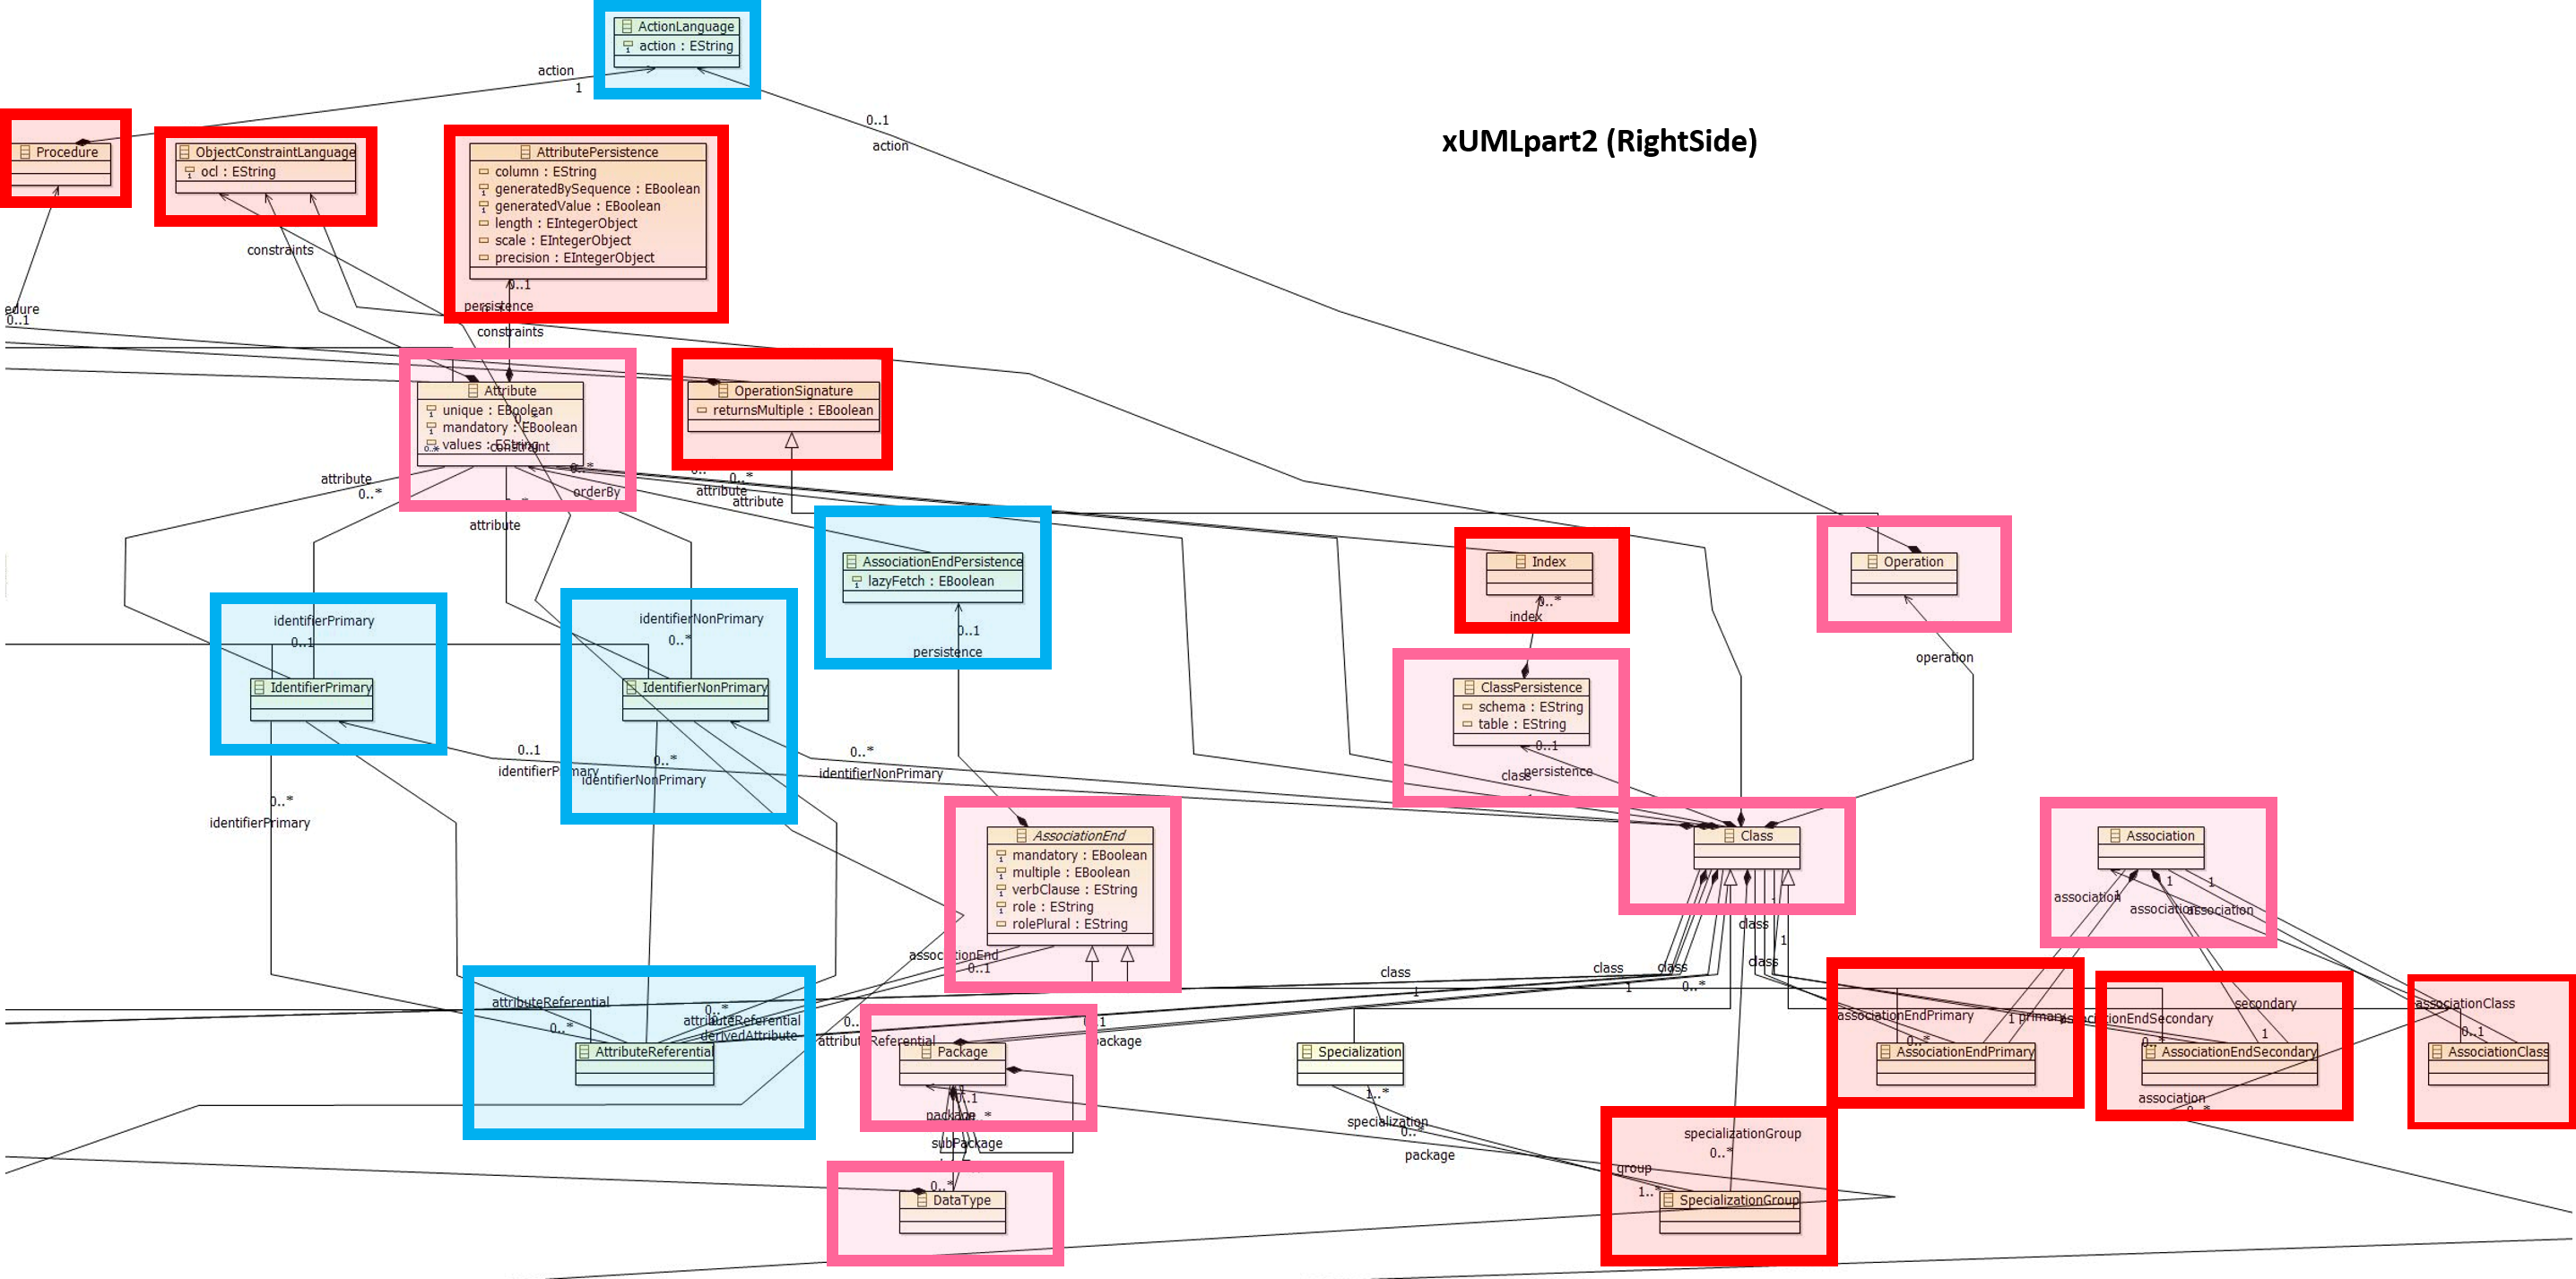 ActionLanguage
action : EString
action
1
0..1
action
xUMLpart2 (RightSide)
Procedure
ObjectConstraintLanguage
ocl : EString
AttributePersistence
column : EString
generatedBySequence : EBoolean
generatedValue : EBoolean
length : EIntegerObject
scale : EIntegerObject
precision : EIntegerObject
constraints
0..1
persistence
constraints
edure
0..1
Attribute
unique : EBoolean
mandatory : EBoolean
values : EString
0..*
0..*
constraint
OperationSignature
returnsMultiple : EBoolean
attribute
0..*
0..*
orderBy
attribute
0..*
attribute
attribute
AssociationEndPersistence
lazyFetch : EBoolean
0..1
persistence
Index
0..*
index
Operation
operation
identifierPrimary
0..1
IdentifierPrimary
identifierNonPrimary
0..*
IdentifierNonPrimary
ClassPersistence
schema : EString
table : EString
0..1
persistence
class
0..1
identifierPrimary
0..*
identifierNonPrimary
0..*
identifierNonPrimary
0..*
identifierPrimary
AssociationEnd
mandatory : EBoolean
multiple : EBoolean
verbClause : EString
role : EString
rolePlural : EString
Class
Association
association
1
1
1
association
association
associationEnd
0..1
class
1
class
1
class
0..*
class
1
class
attributeReferential
0..*
0..*
attributeReferential
derivedAttribute
AttributeReferential
0..
attributeReferential
Package
0..1
package
0..1
package
subPackage
0..*
DataType
Specialization
1..*
specialization
0..*
package
specializationGroup
0..*
group
1..*
SpecializationGroup
associationEndPrimary
0..*
AssociationEndPrimary
1
primary
associationEndSecondary
secondary
0..*
1
AssociationEndSecondary
association
0..*
associationClass
0..1
AssociationClass